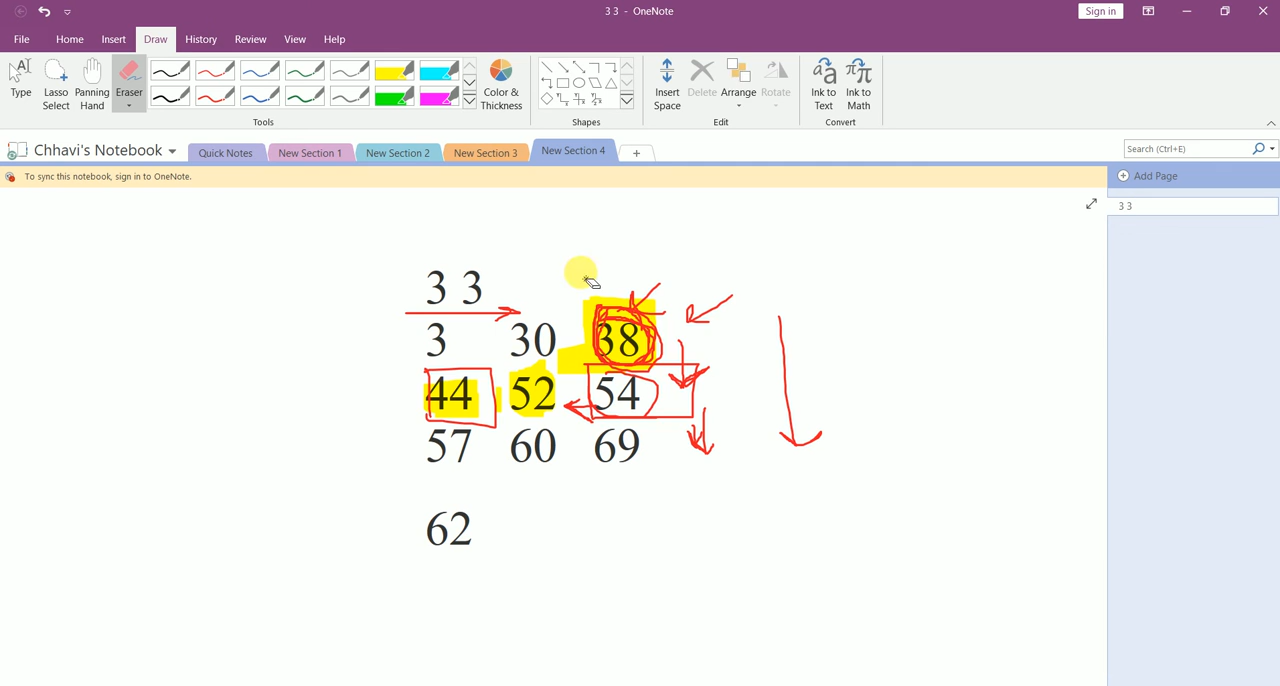 3 3 - OneNote
Sign in
File Home Insert Draw History Review View Help
Type
Lasso Select
Panning Hand
Eraser
Color & Thickness
Insert Space
Delete
Arrange
Rotate
Ink to Text
Ink to Math
Tools
Shapes
Edit
Convert
Chhavi's Notebook
Quick Notes
New Section 1
New Section 2
New Section 3
New Section 4
+
Search (Ctrl+E)
To sync this notebook, sign in to OneNote.
Add Page
3 3
3 3
3 30 38
44 52 54
57 60 69
62